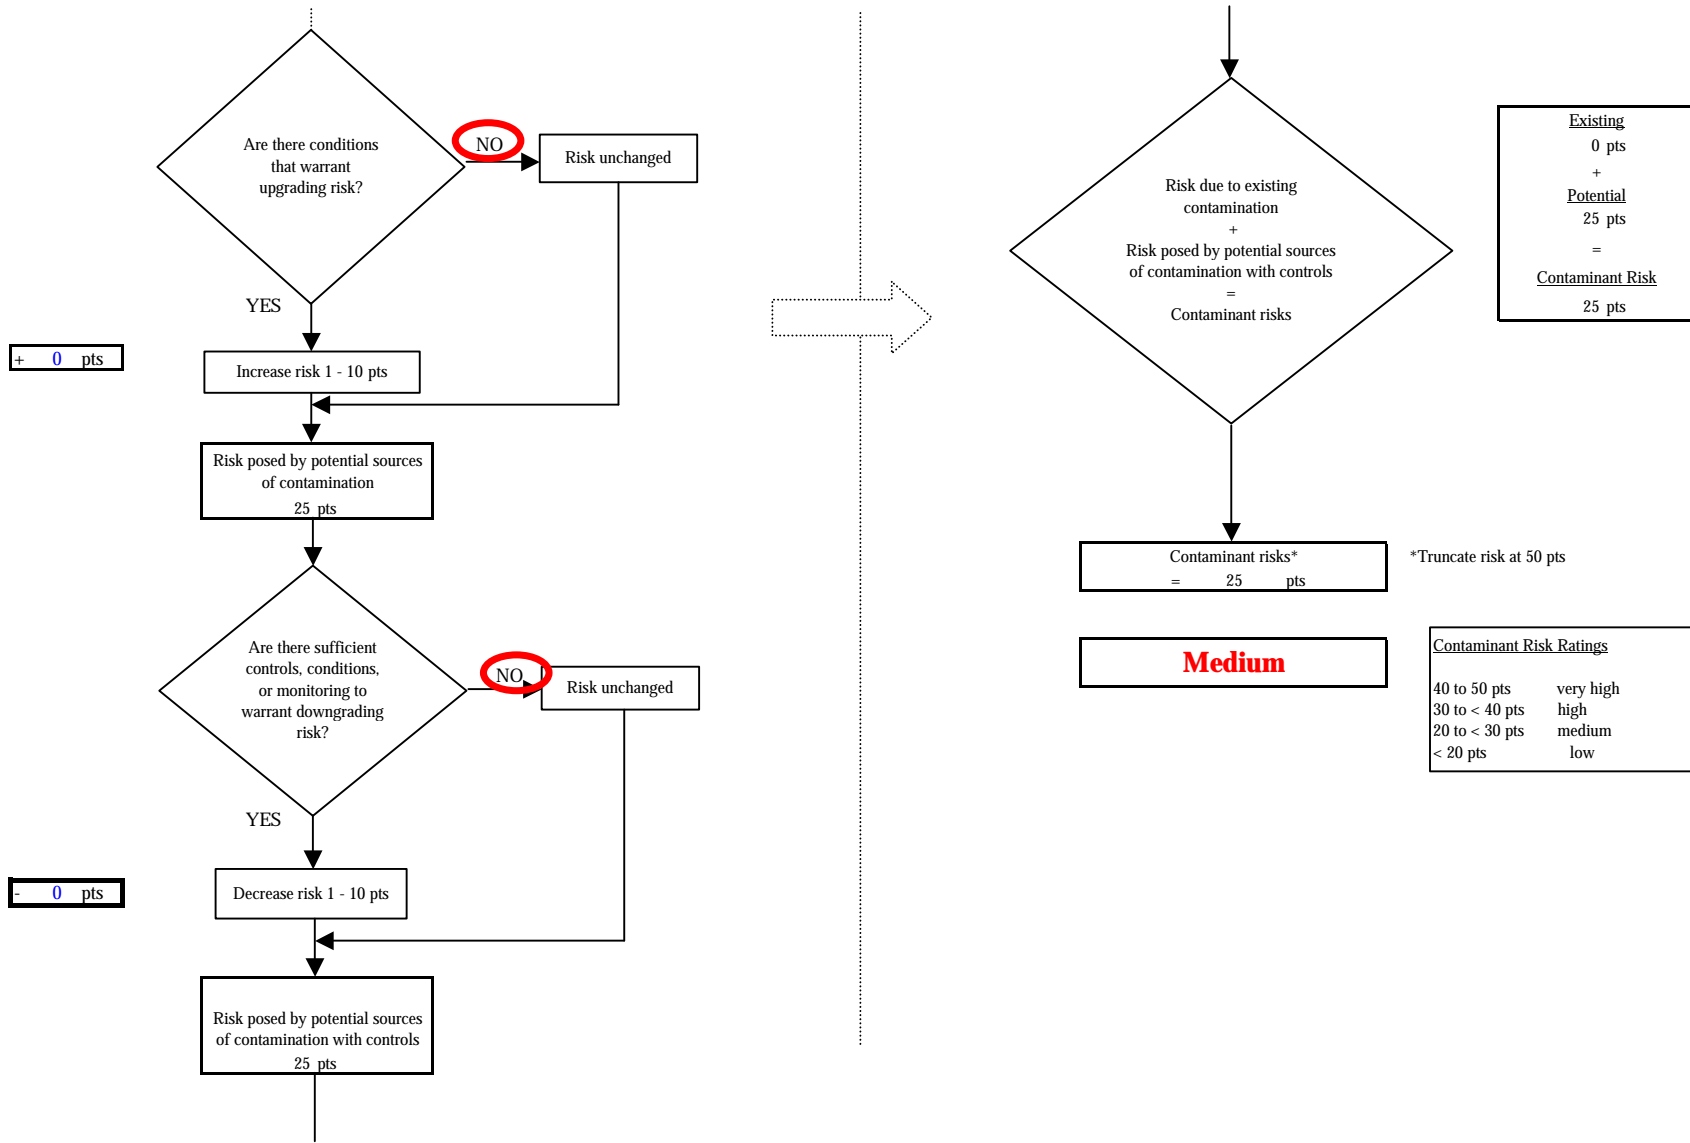 Are there conditions
that warrant
upgrading risk?
NO
Risk unchanged
YES
+ 0 pts
Increase risk 1 - 10 pts
Risk posed by potential sources
of contamination
25 pts
Are there sufficient
controls, conditions,
or monitoring to
warrant downgrading
risk?
NO
Risk unchanged
YES
- 0 pts
Decrease risk 1 - 10 pts
Risk posed by potential sources
of contamination with controls
25 pts
Risk due to existing
contamination
+
Risk posed by potential sources
of contamination with controls
=
Contaminant risks
Existing
0 pts
+
Potential
25 pts
=
Contaminant Risk
25 pts
Contaminant risks*
= 25 pts
*Truncate risk at 50 pts
Medium
Contaminant Risk Ratings
40 to 50 pts very high
30 to < 40 pts high
20 to < 30 pts medium
< 20 pts low